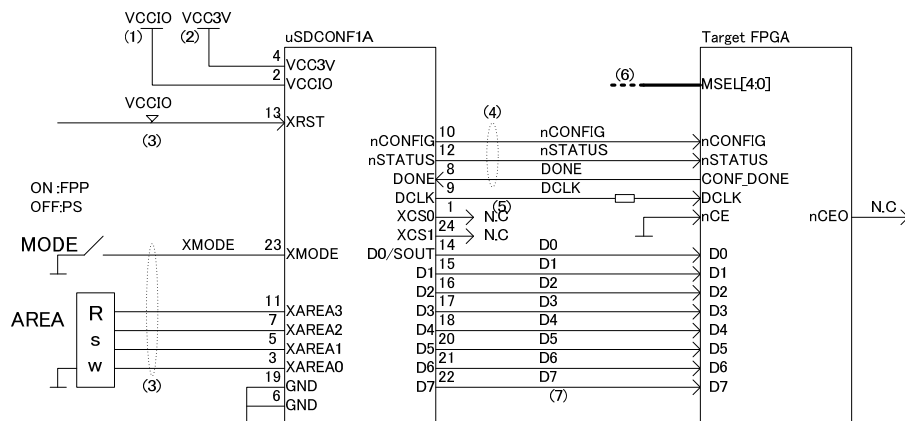 VCCIO VCC3V
(1) (2)
uSDCONF1A
Target FPGA
4 VCC3V
2 VCCIO
(6) MSEL[4:0]
VCCIO
13 XRST
(3)
(4)
nCONFIG 10 nCONFIG nCONFIG
nSTATUS 12 nSTATUS nSTATUS
DONE 8 DONE CONF_DONE
DCLK 9 DCLK DCLK
(5)
XCS0 1 N.C nCE nCEO N.C
XCS1 24 N.C
ON :FPP
OFF:PS
MODE XMODE 23 XMODE
D0/SOUT 14 D0 D0
D1 15 D1 D1
D2 16 D2 D2
AREA R s w
11 XAREA3 D3 17 D3 D3
7 XAREA2 D4 18 D4 D4
5 XAREA1 D5 20 D5 D5
3 XAREA0 D6 21 D6 D6
(3)
19 GND D7 22 D7 D7
(7)
6 GND